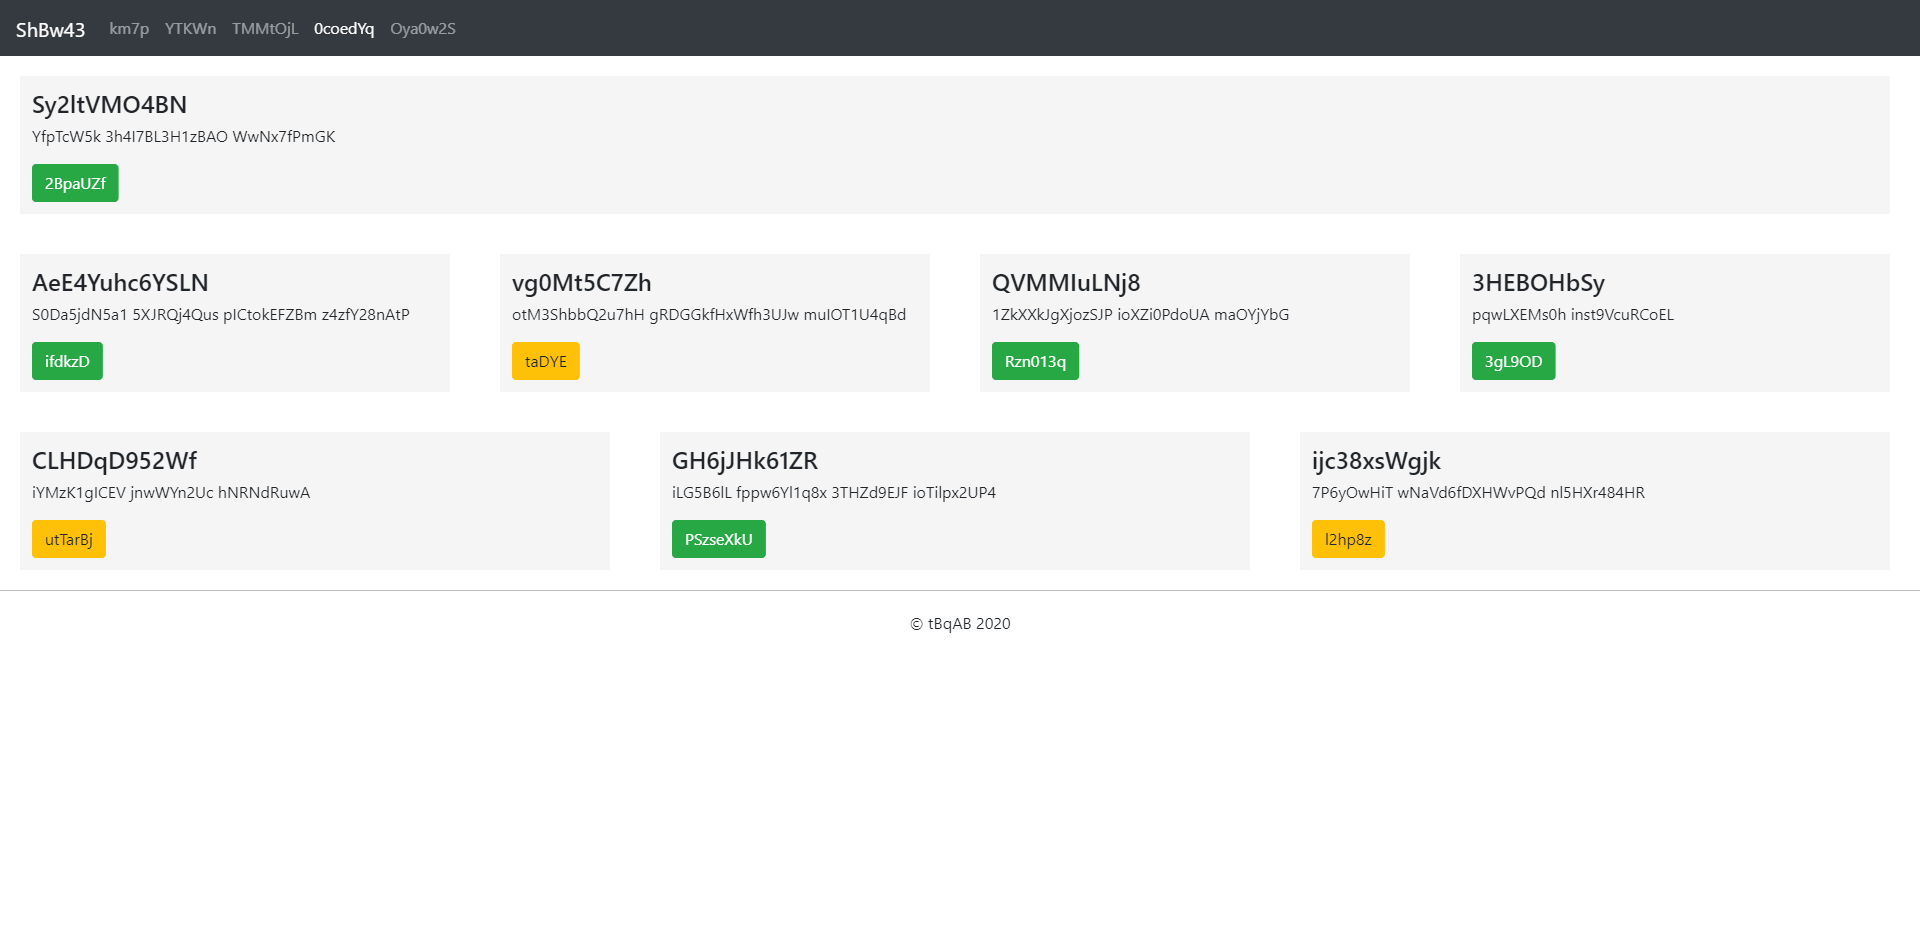 ShBw43 km7p YTKWn TMMtOjL 0coedYq Oya0w2S
Sy2ltVMO4BN
YfpTcW5k 3h4I7BL3H1zBAO WwNx7fPmGK
2BpaUZf
AeE4Yuhc6YSLN
S0Da5jdN5a1 5XJRQj4Qus pICtokEFZBm z4zfY28nAtP
ifdkzD
vg0Mt5C7Zh
otM3ShbbQ2u7hH gRDGGkfHxWfh3UJw muIOT1U4qBd
taDYE
QVMMIuLNj8
1ZkXXkJgXjozSJP ioXZi0PdoUA maOYjYbG
Rzn013q
3HEBOHbSy
pqwLXEMs0h inst9VcuRCoEL
3gL9OD
CLHDqD952Wf
iYMzK1gICEV jnwWYn2Uc hNRNdRuwA
utTarBj
GH6jJHk61ZR
iLG5B6lL fppw6Yl1q8x 3THZd9EJF ioTilpx2UP4
PSzseXkU
ijc38xsWgjk
7P6yOwHiT wNaVd6fDXHWvPQd nl5HXr484HR
l2hp8z
© tBqAB 2020